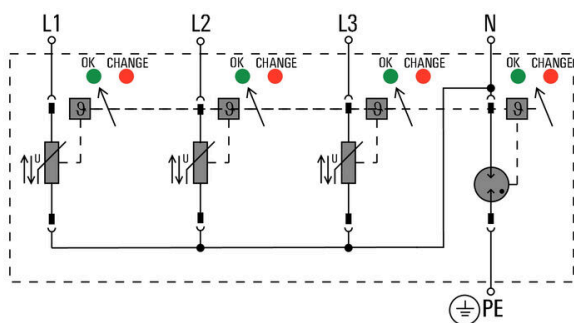 L1 L2 L3 N
OK CHANGE OK CHANGE OK CHANGE OK CHANGE
ϑ ϑ ϑ ϑ
U U U
PE